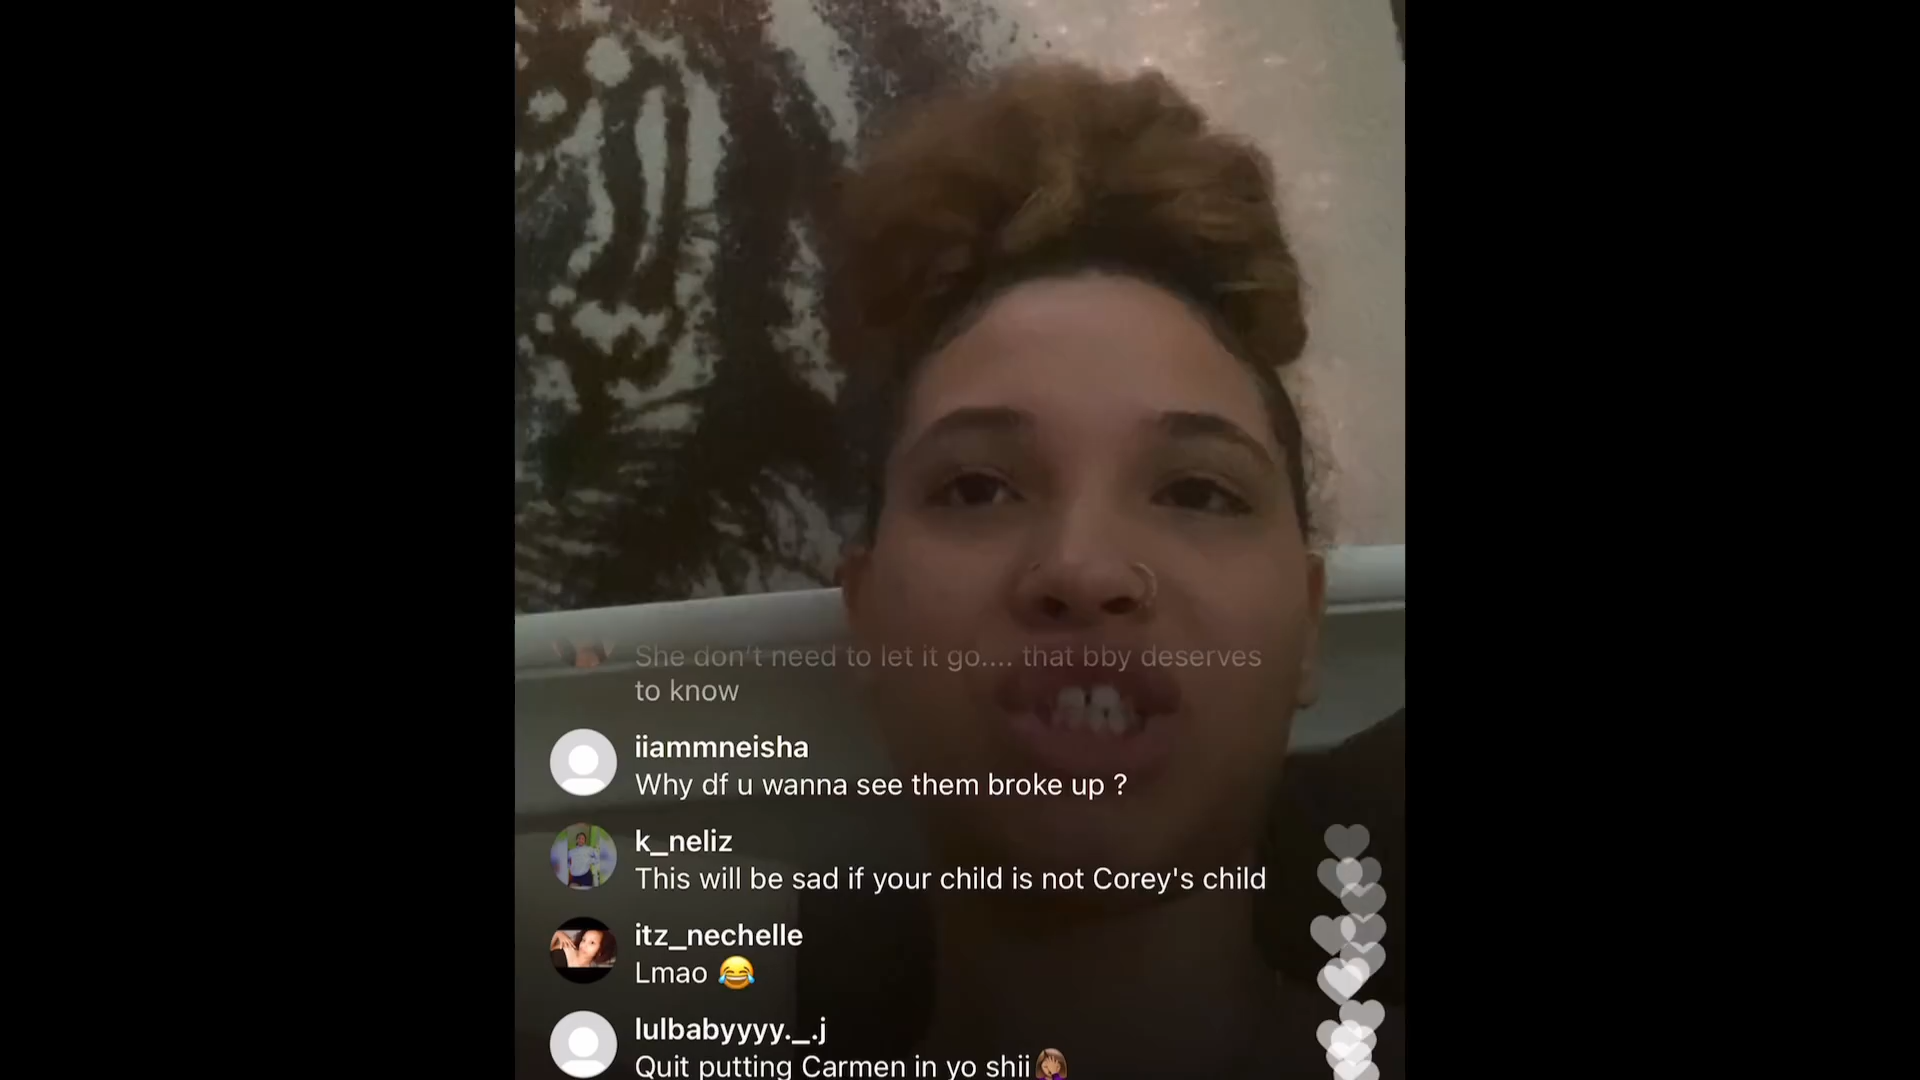 She don't need to let it go.... that bby deserves
to know
iiammneisha
Why df u wanna see them broke up ?
k_neliz
This will be sad if your child is not Corey's child
itz_nechelle
Lmao 😂
lulbabyyyy._.j
Quit putting Carmen in yo shii🤦🏽‍♀️